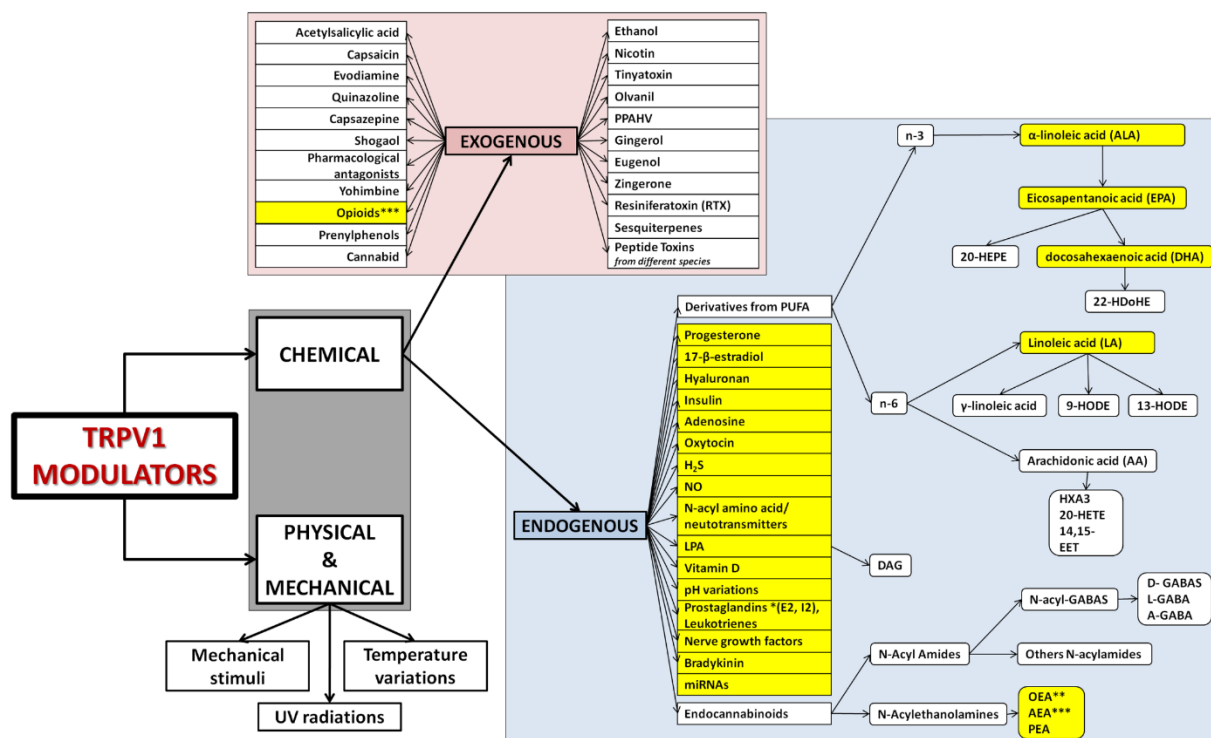 Acetylsalicylic acid
Capsaicin
Evodiamine
Quinazoline
Capsazepine
Shogaol
Pharmacological
antagonists
Yohimbine
Opioids***
Prenylphenols
Cannabid
EXOGENOUS
Ethanol
Nicotin
Tinyatoxin
Olvanil
PPAHV
Gingerol
Eugenol
Zingerone
Resiniferatoxin (RTX)
Sesquiterpenes
Peptide Toxins
from different species
TRPV1
MODULATORS
CHEMICAL
PHYSICAL
&
MECHANICAL
Mechanical
stimuli
UV radiations
Temperature
variations
ENDOGENOUS
Derivatives from PUFA
Progesterone
17-β-estradiol
Hyaluronan
Insulin
Adenosine
Oxytocin
H₂S
NO
N-acyl amino acid/
neutotransmitters
LPA
Vitamin D
pH variations
Prostaglandins *(E2, I2),
Leukotrienes
Nerve growth factors
Bradykinin
miRNAs
Endocannabinoids
n-3
α-linoleic acid (ALA)
Eicosapentanoic acid (EPA)
20-HEPE
docosahexaenoic acid (DHA)
22-HDoHE
n-6
Linoleic acid (LA)
γ-linoleic acid
9-HODE
13-HODE
Arachidonic acid (AA)
HXA3
20-HETE
14,15-
EET
DAG
N-Acyl Amides
N-acyl-GABAS
D- GABAS
L-GABA
A-GABA
Others N-acylamides
N-Acylethanolamines
OEA**
AEA***
PEA